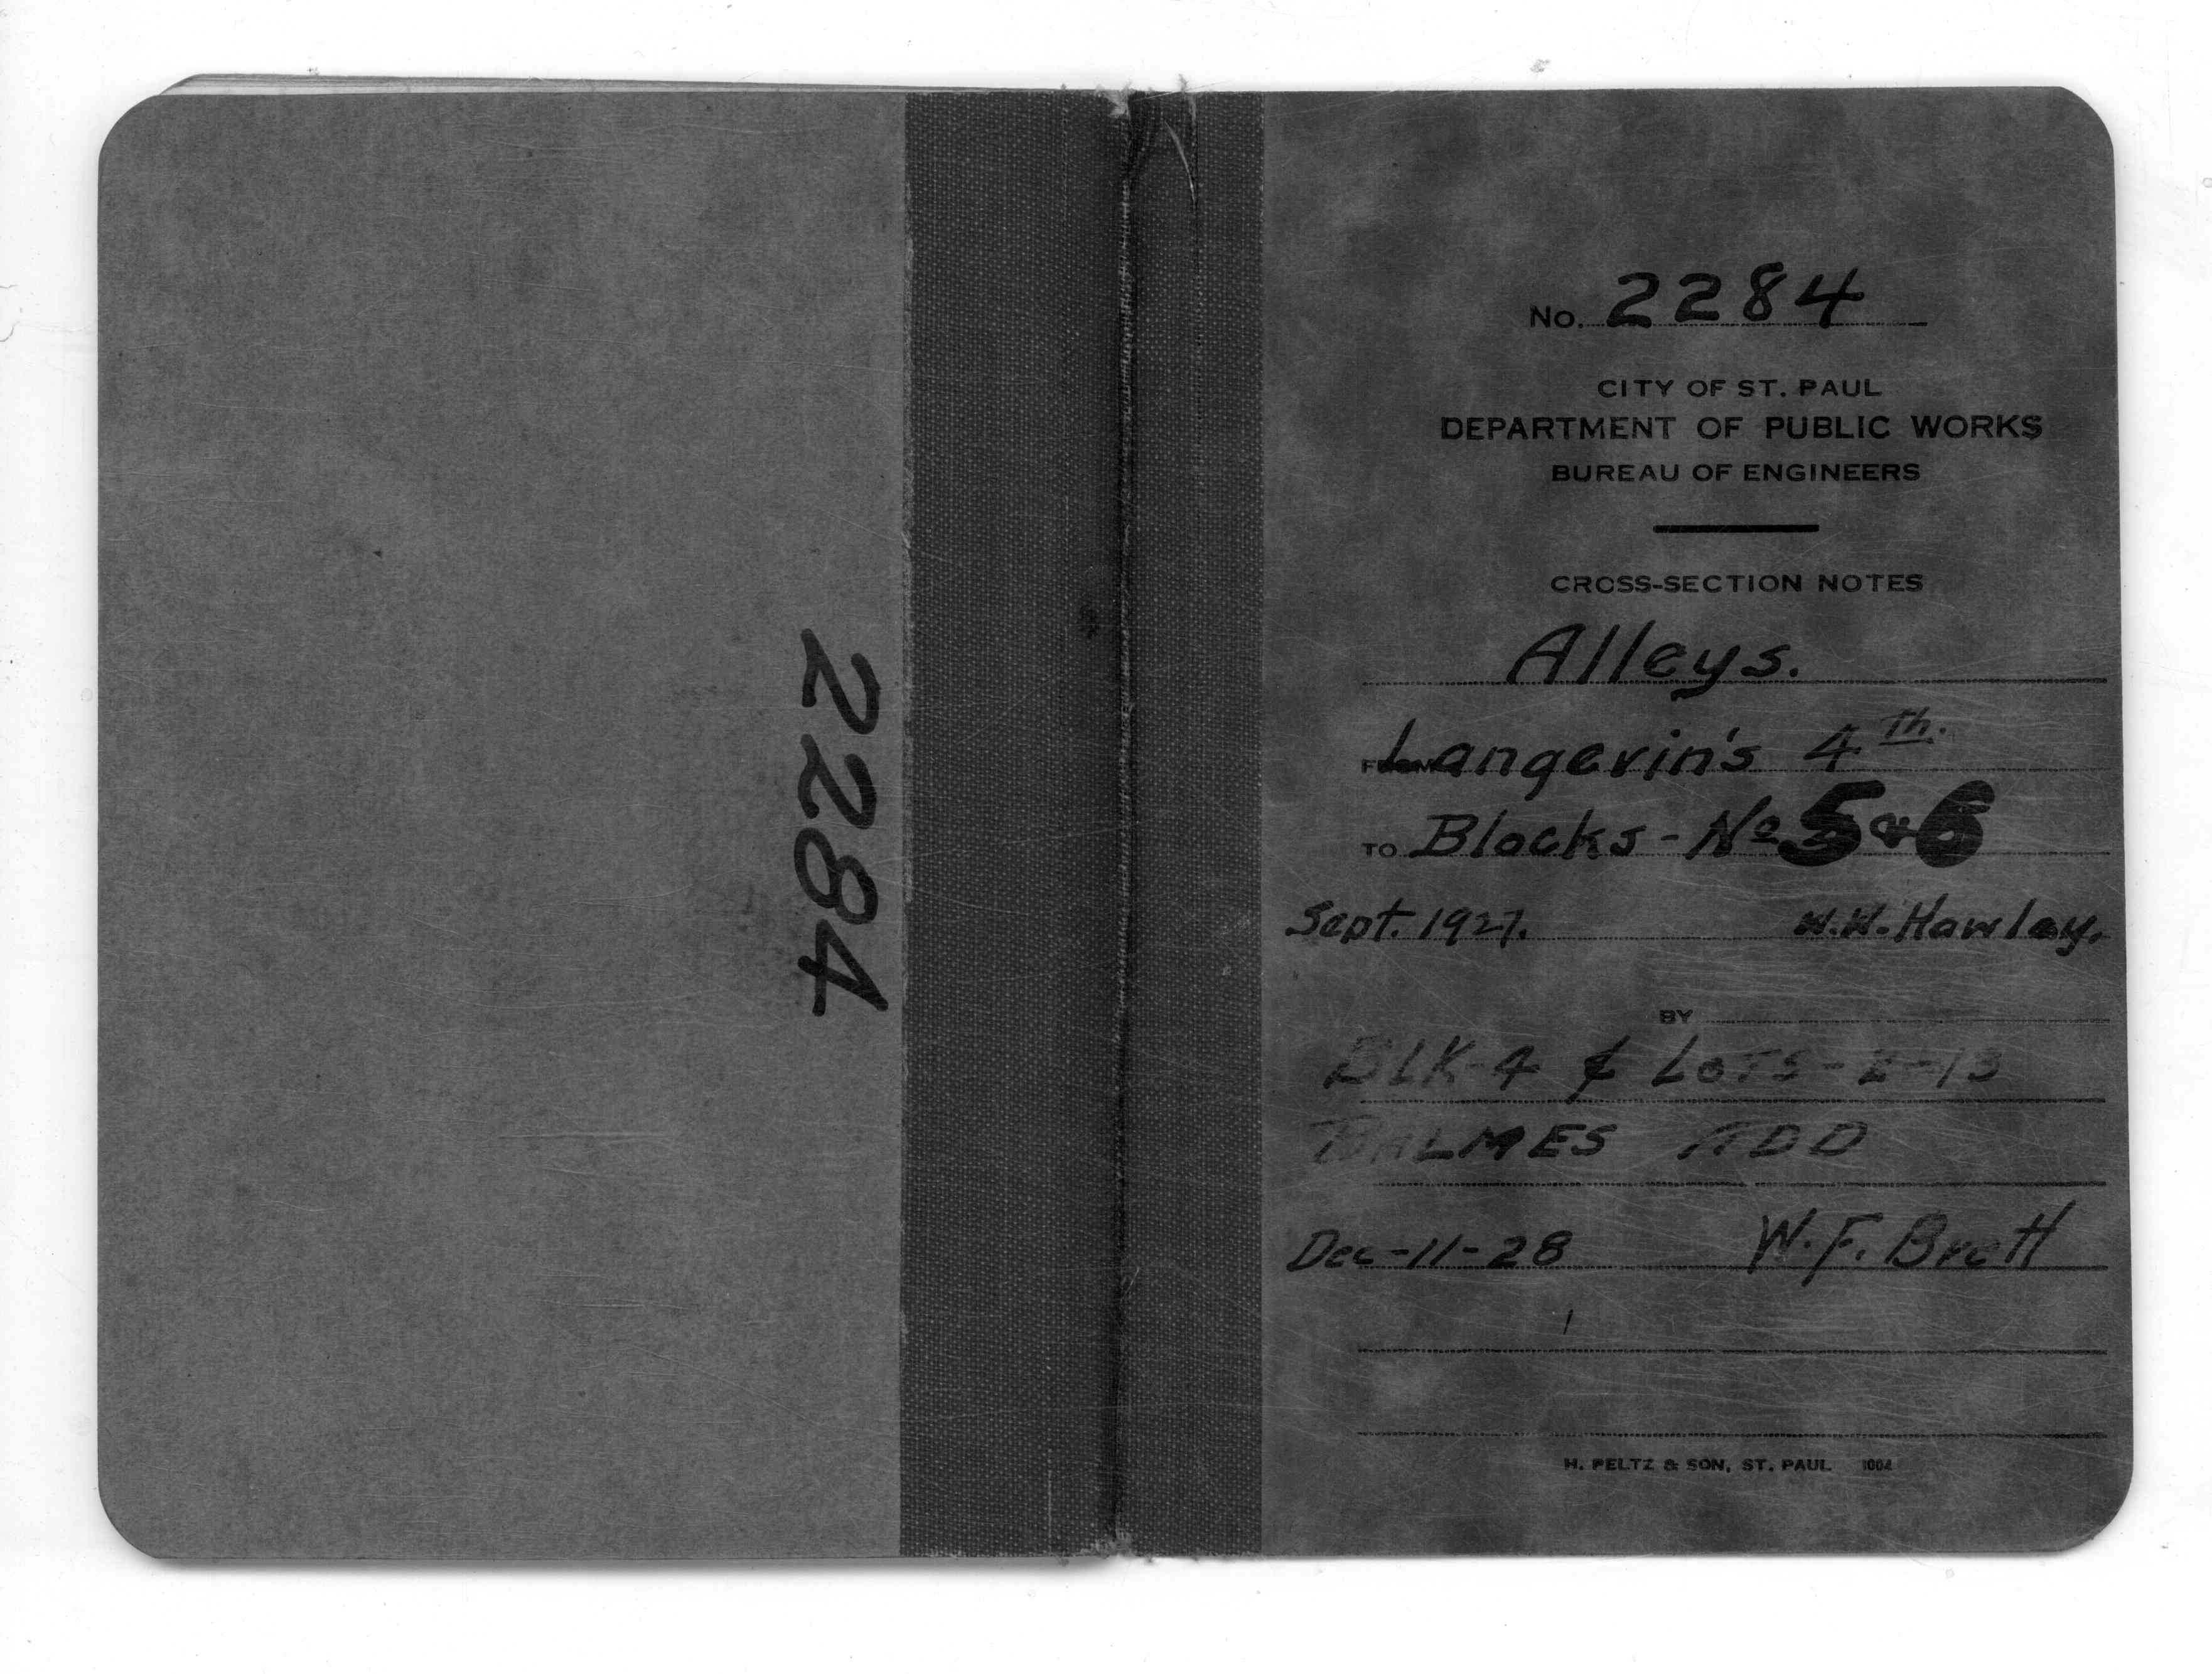 2284
No. 2284
CITY OF ST. PAUL
DEPARTMENT OF PUBLIC WORKS
BUREAU OF ENGINEERS
CROSS-SECTION NOTES
Alleys.
FROM Langevin's 4th.
TO Blocks - No 5 & 6
Sept. 1927. W.W. Hawley.
BY
BLK-4 & LOTS-2-13
ADD
Dec-11-28 W.F. Brett
H. PELTZ & SON, ST. PAUL 1004